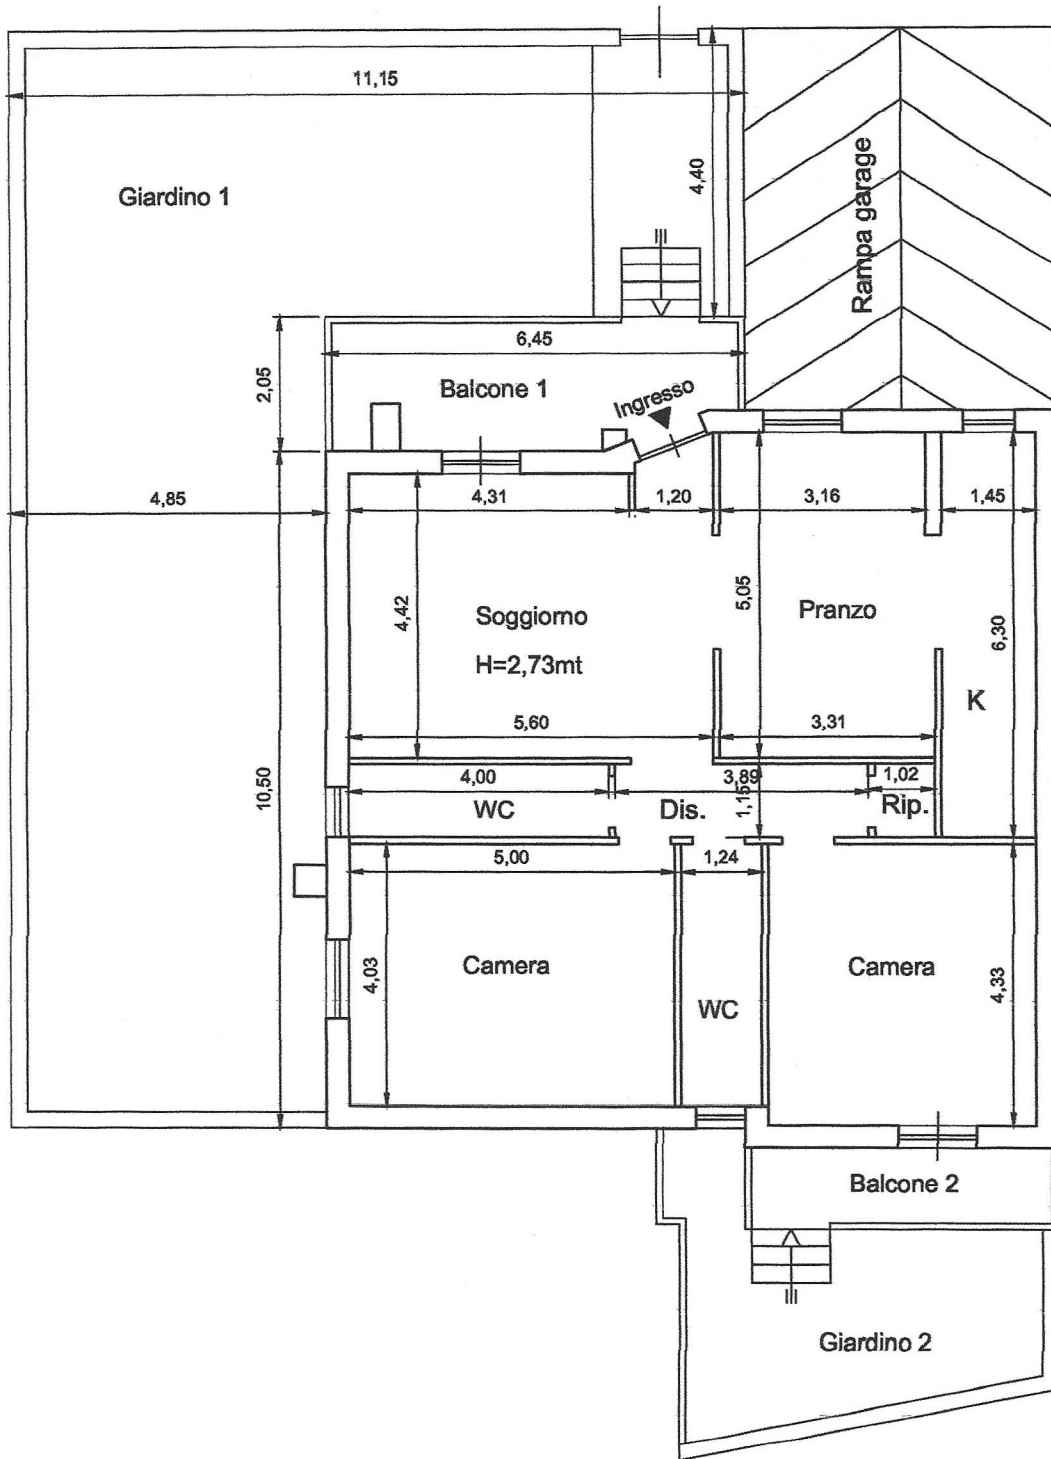 11,15
Giardino 1
4,40
Rampa garage
6,45
2,05
Balcone 1
Ingresso
4,85
4,31
1,20
3,16
1,45
4,42
Soggiorno
H=2,73mt
5,05
Pranzo
6,30
K
5,60
3,31
10,50
4,00
WC
3,89
Dis.
1,15
1,02
Rip.
5,00
1,24
4,03
Camera
WC
Camera
4,33
Balcone 2
Giardino 2